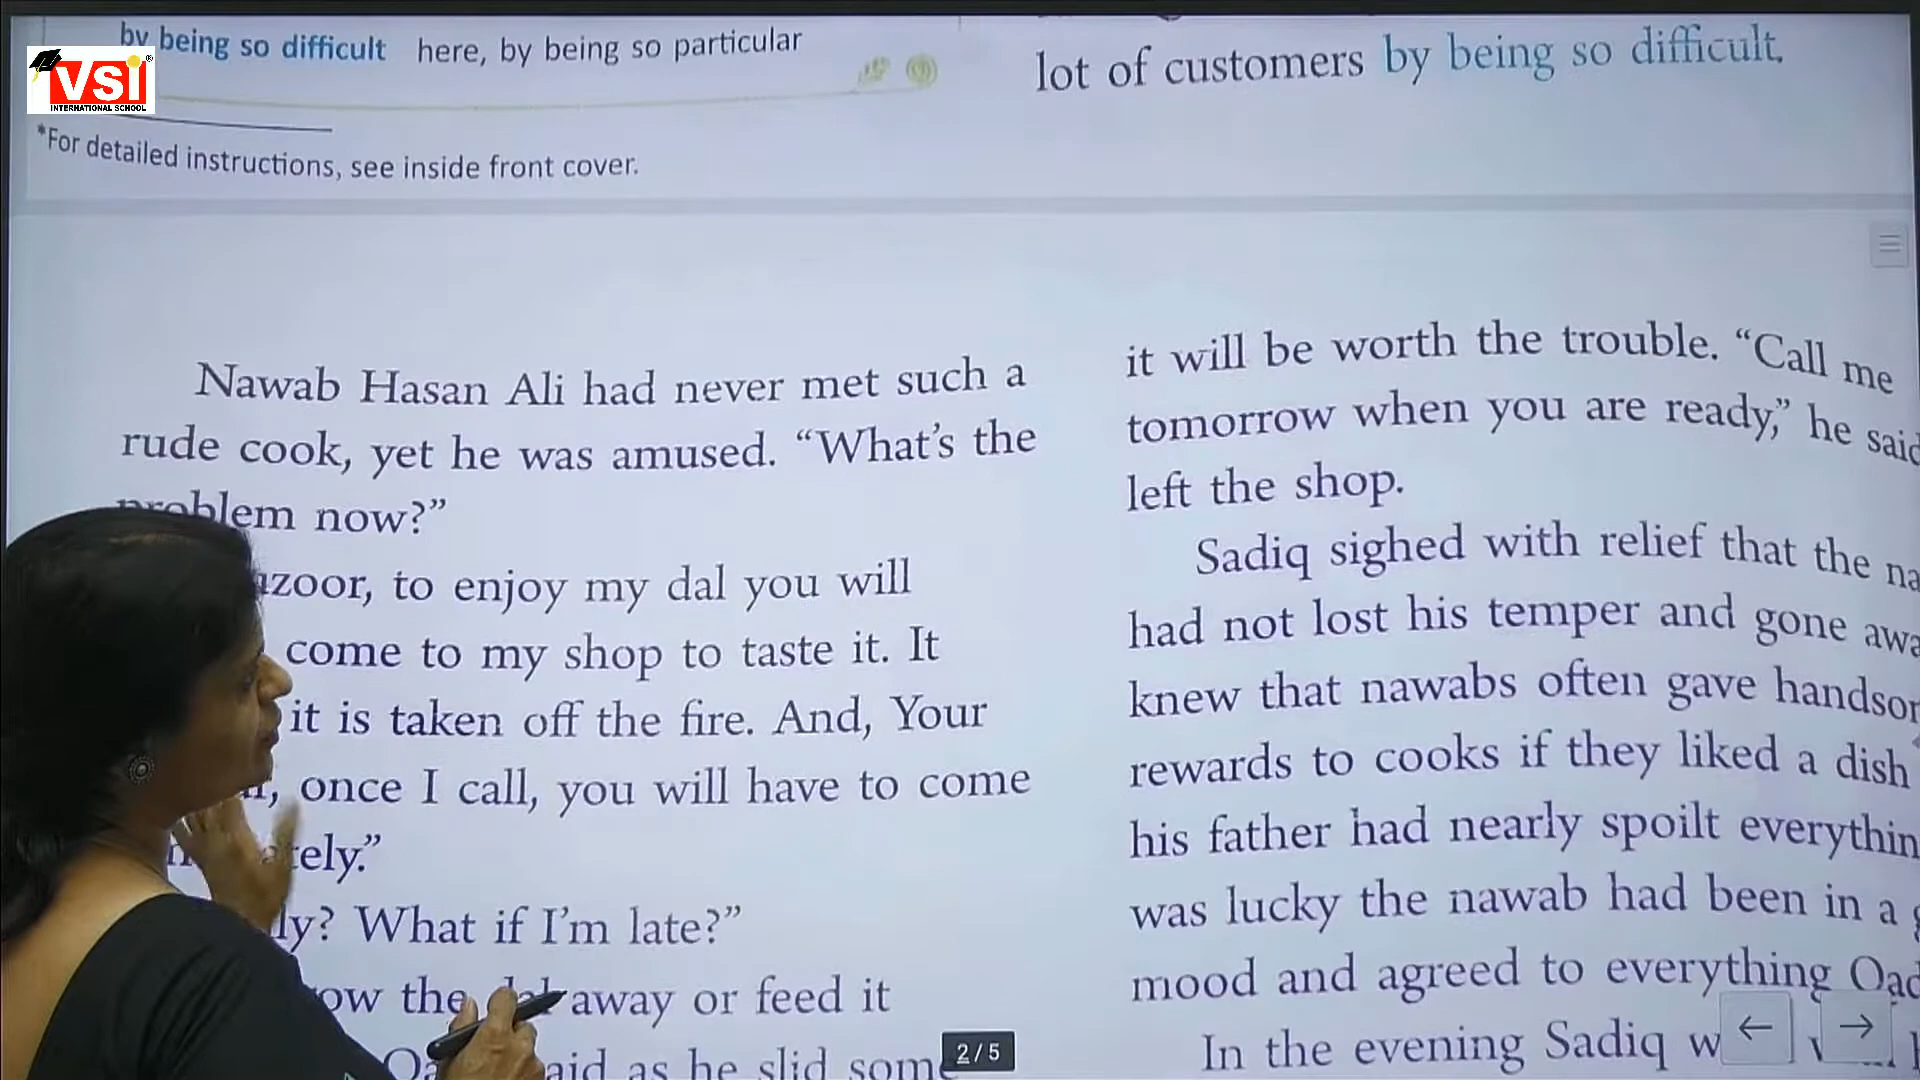 by being so difficult here, by being so particular
VSI
INTERNATIONAL SCHOOL
*For detailed instructions, see inside front cover.
lot of customers by being so difficult.
Nawab Hasan Ali had never met such a
rude cook, yet he was amused. “What’s the
problem now?”
to enjoy my dal you will
come to my shop to taste it. It
it is taken off the fire. And, Your
once I call, you will have to come
What if I’m late?”
the dal away or feed it
as he slid some
2/5
it will be worth the trouble. “Call me
tomorrow when you are ready,” he said
left the shop.
Sadiq sighed with relief that the
had not lost his temper and gone
knew that nawabs often gave
rewards to cooks if they liked a dish
his father had nearly spoilt
was lucky the nawab had been in a
mood and agreed to everything
In the evening Sadiq